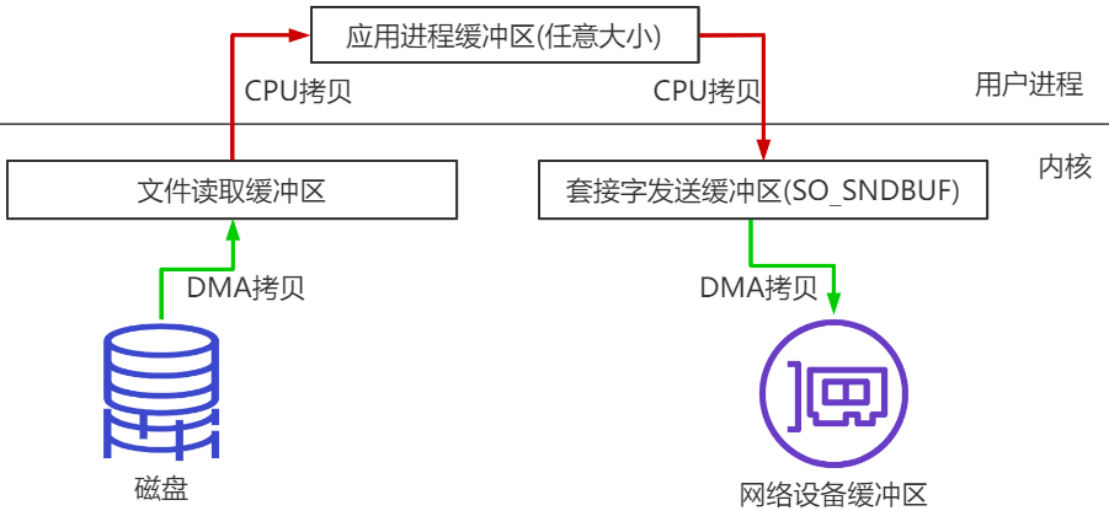 应用进程缓冲区(任意大小)
CPU拷贝
CPU拷贝
用户进程
内核
文件读取缓冲区
套接字发送缓冲区(SO_SNDBUF)
DMA拷贝
DMA拷贝
磁盘
网络设备缓冲区